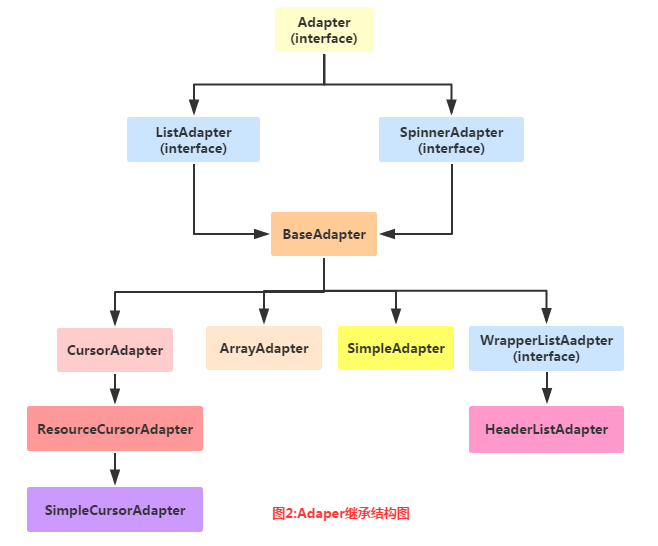 Adapter
(interface)
ListAdapter
(interface)
SpinnerAdapter
(interface)
BaseAdapter
CursorAdapter
ArrayAdapter
SimpleAdapter
WrapperListAadpter
(interface)
ResourceCursorAdapter
HeaderListAdapter
SimpleCursorAdapter
图2:Adaper继承结构图